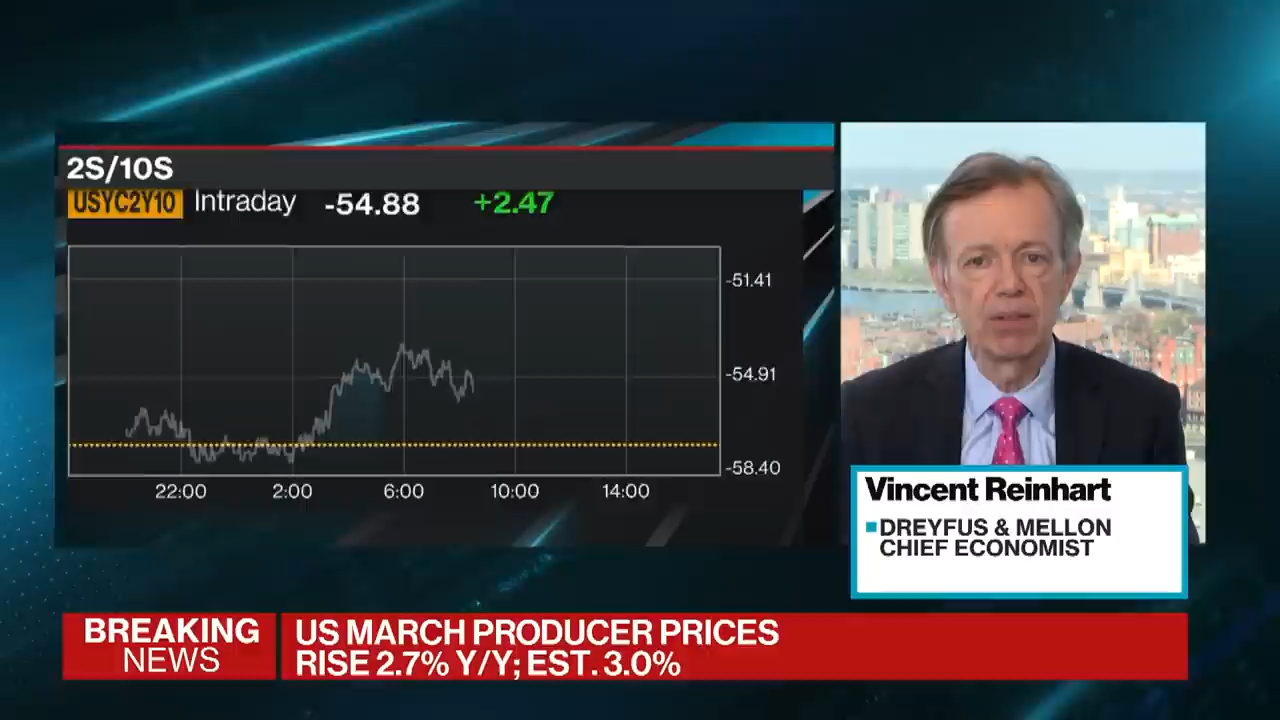 2S/10S
USYC2Y10 Intraday -54.88 +2.47
-51.41
-54.91
-58.40
22:00 2:00 6:00 10:00 14:00
Vincent Reinhart
DREYFUS & MELLON
CHIEF ECONOMIST
BREAKING
NEWS
US MARCH PRODUCER PRICES
RISE 2.7% Y/Y; EST. 3.0%